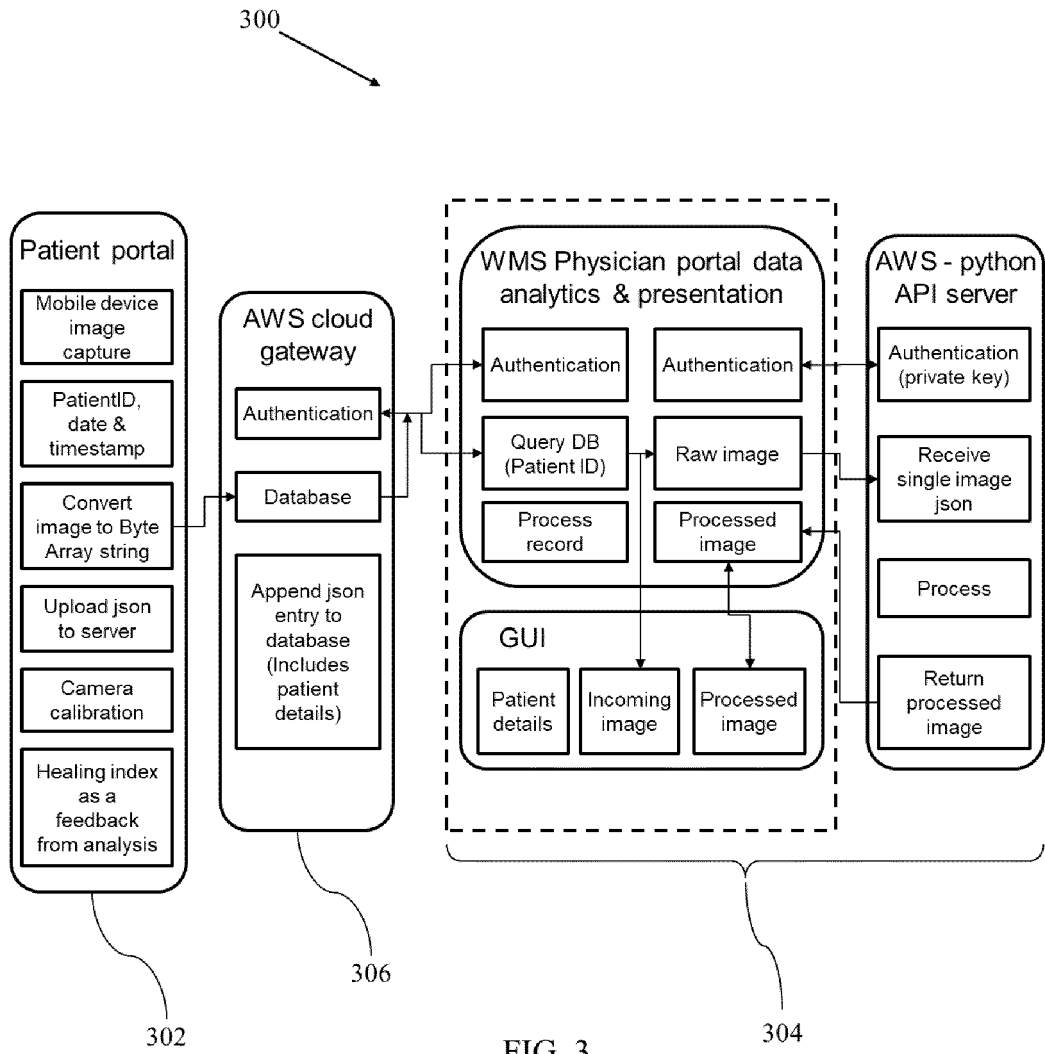 300
Patient portal
Mobile device
image
capture
PatientID,
date &
timestamp
Convert
image to Byte
Array string
Upload json
to server
Camera
calibration
Healing index
as a
feedback
from analysis
AWS cloud
gateway
Authentication
Database
Append json
entry to
database
(Includes
patient
details)
WMS Physician portal data
analytics & presentation
Authentication
Authentication
Query DB
(Patient ID)
Raw image
Process
record
Processed
image
GUI
Patient
details
Incoming
image
Processed
image
AWS - python
API server
Authentication
(private key)
Receive
single image
json
Process
Return
processed
image
302
306
304
FIG. 3